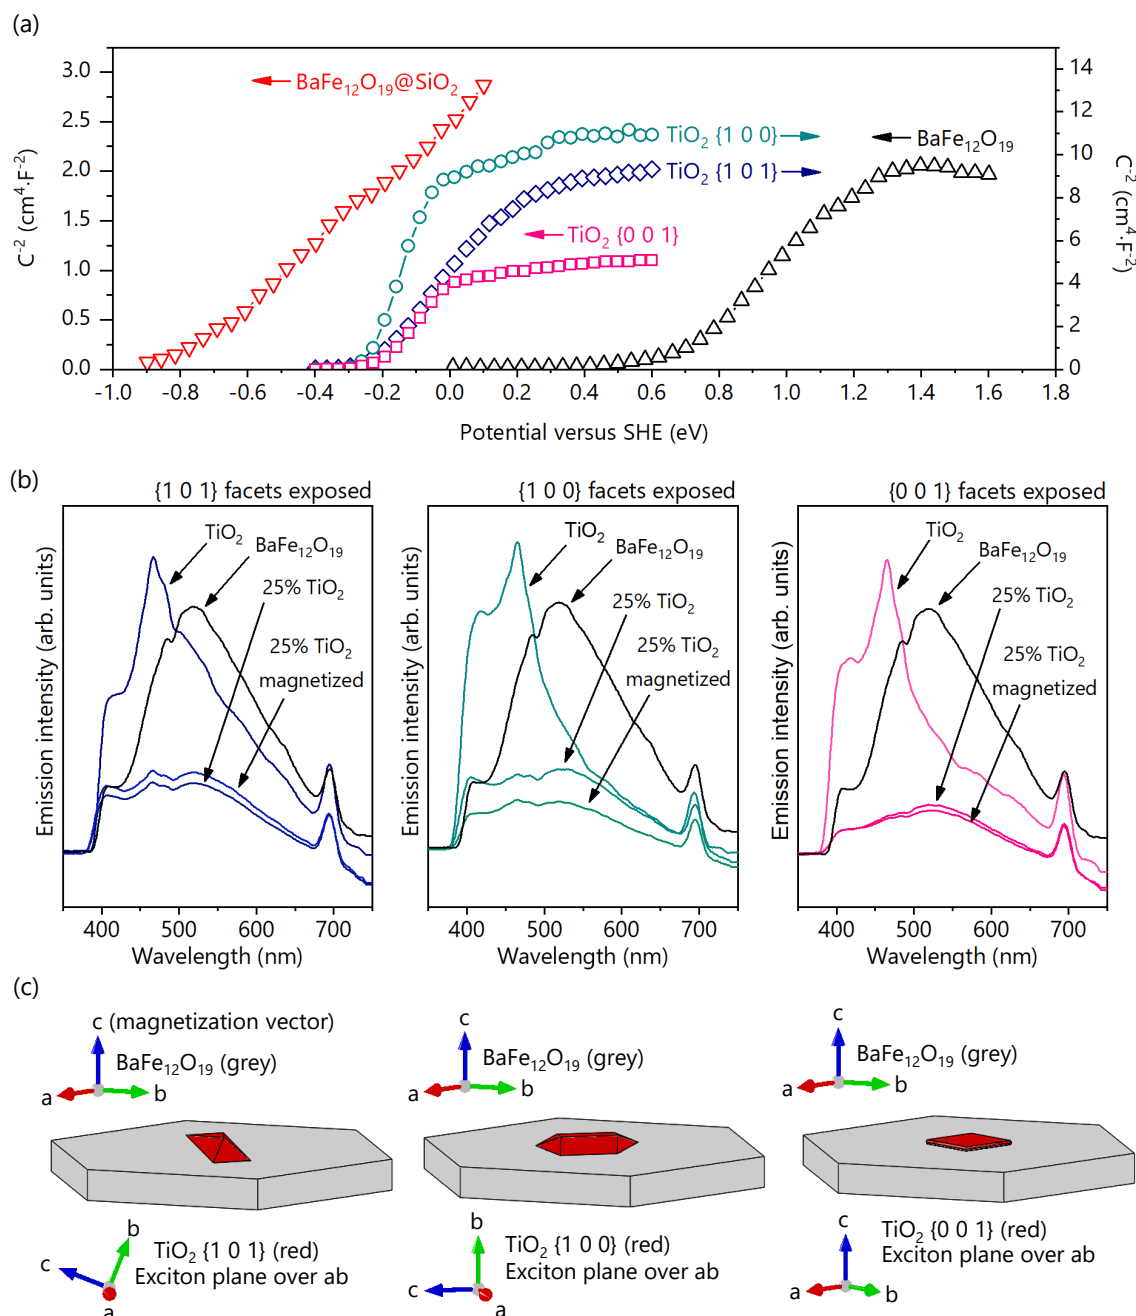 (a)
BaFe₁₂O₁₉@SiO₂
TiO₂ {1 0 0}
TiO₂ {1 0 1}
TiO₂ {0 0 1}
BaFe₁₂O₁₉
C⁻² (cm⁴·F⁻²)
3.0
2.5
2.0
1.5
1.0
0.5
0.0
14
12
10
8
6
4
2
0
C⁻² (cm⁴·F⁻²)
-1.0 -0.8 -0.6 -0.4 -0.2 0.0 0.2 0.4 0.6 0.8 1.0 1.2 1.4 1.6 1.8
Potential versus SHE (eV)
(b)
{1 0 1} facets exposed
TiO₂
BaFe₁₂O₁₉
25% TiO₂
25% TiO₂
magnetized
Emission intensity (arb. units)
400 500 600 700
Wavelength (nm)
{1 0 0} facets exposed
TiO₂
BaFe₁₂O₁₉
25% TiO₂
25% TiO₂
magnetized
Emission intensity (arb. units)
400 500 600 700
Wavelength (nm)
{0 0 1} facets exposed
TiO₂
BaFe₁₂O₁₉
25% TiO₂
25% TiO₂
magnetized
Emission intensity (arb. units)
400 500 600 700
Wavelength (nm)
(c)
c (magnetization vector)
BaFe₁₂O₁₉ (grey)
a
b
b
TiO₂ {1 0 1} (red)
Exciton plane over ab
c
a
c
BaFe₁₂O₁₉ (grey)
a
b
b
TiO₂ {1 0 0} (red)
Exciton plane over ab
c
a
c
BaFe₁₂O₁₉ (grey)
a
b
c
TiO₂ {0 0 1} (red)
Exciton plane over ab
a
b